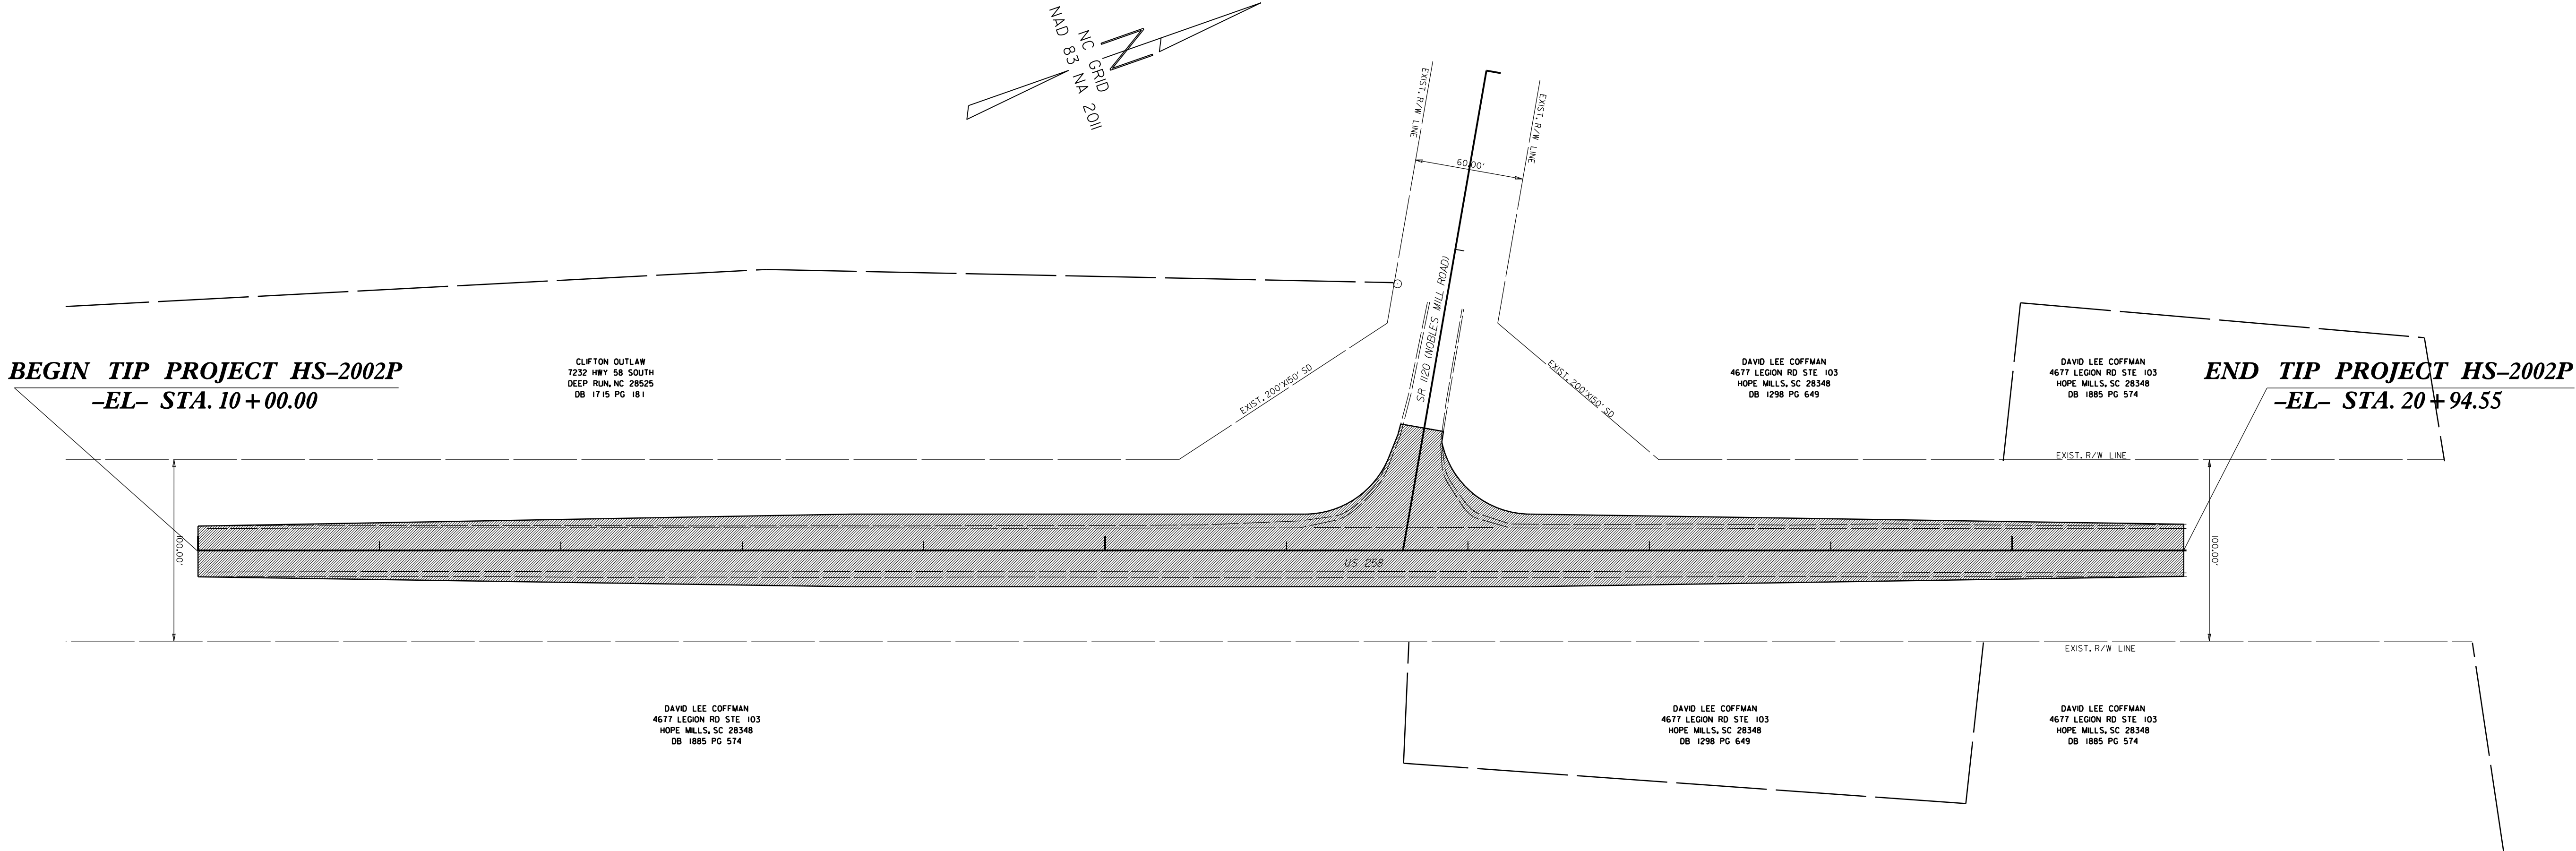 NC GRID
NAD 83 NA 2011
N
EXIST. R/W LINE
EXIST. R/W LINE
60.00'
SR 1120 (NOBLES MILL ROAD)
BEGIN TIP PROJECT HS–2002P
–EL– STA. 10+00.00
CLIFTON OUTLAW
7232 HWY 58 SOUTH
DEEP RUN, NC 28525
DB 1715 PG 181
EXIST. 200'X150' SD
EXIST. 200'X150' SD
DAVID LEE COFFMAN
4677 LEGION RD STE 103
HOPE MILLS, SC 28348
DB 1298 PG 649
DAVID LEE COFFMAN
4677 LEGION RD STE 103
HOPE MILLS, SC 28348
DB 1885 PG 574
END TIP PROJECT HS–2002P
–EL– STA. 20+94.55
EXIST. R/W LINE
100.00'
US 258
100.00'
EXIST. R/W LINE
DAVID LEE COFFMAN
4677 LEGION RD STE 103
HOPE MILLS, SC 28348
DB 1885 PG 574
DAVID LEE COFFMAN
4677 LEGION RD STE 103
HOPE MILLS, SC 28348
DB 1298 PG 649
DAVID LEE COFFMAN
4677 LEGION RD STE 103
HOPE MILLS, SC 28348
DB 1885 PG 574